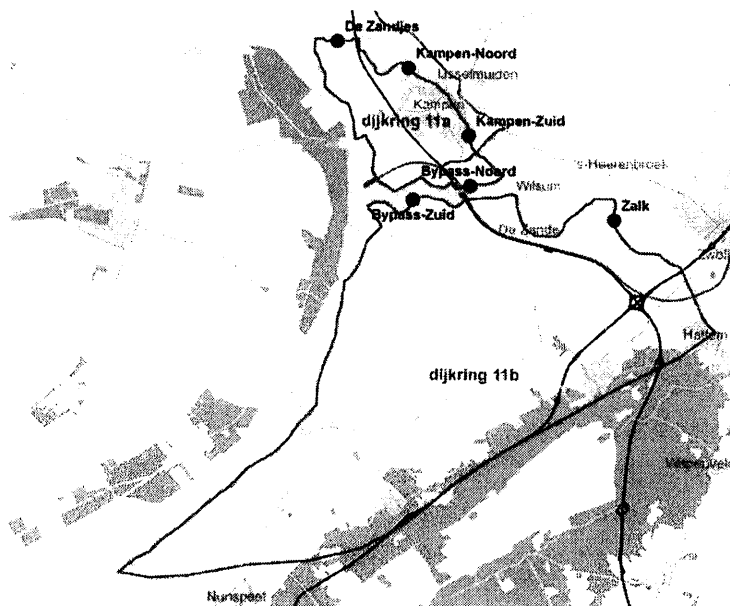 De Zandjes
Kampen-Noord
IJsselmuiden
Kampen
dijkring 11a
Kampen-Zuid
's-Heerenbroek
Bypass-Noord
Wilsum
Bypass-Zuid
Zalk
De Zande
Zwoll
Hattem
dijkring 11b
Nunspeet